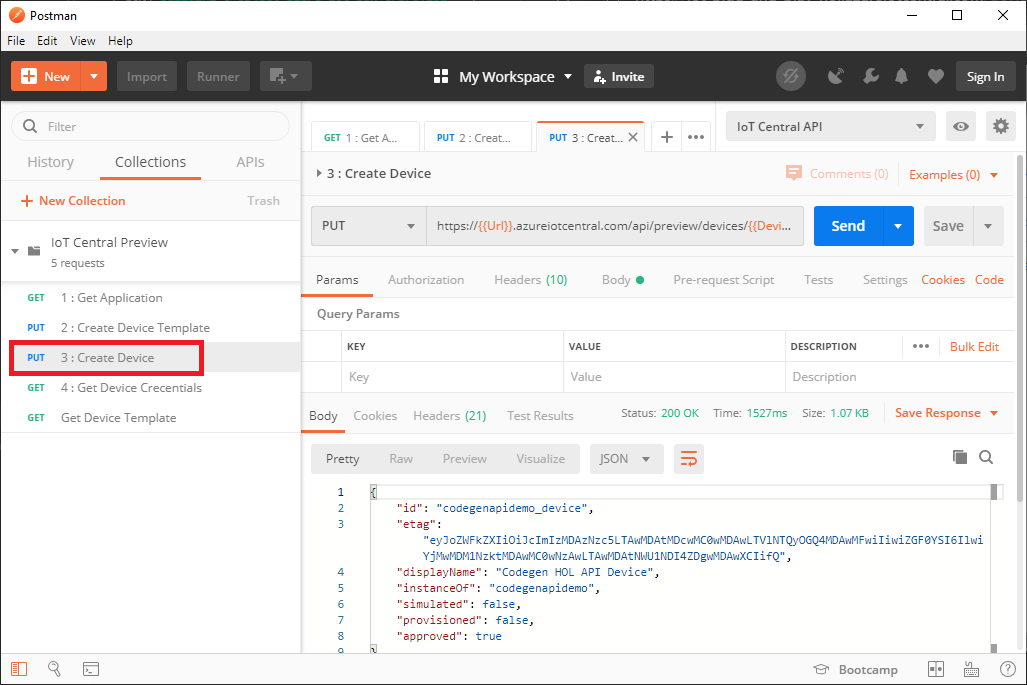 Postman
File Edit View Help
New Import Runner My Workspace Invite Sign In
Filter
History Collections APIs
New Collection Trash
IoT Central Preview
5 requests
GET 1 : Get Application
PUT 2 : Create Device Template
PUT 3 : Create Device
GET 4 : Get Device Crecentials
GET Get Device Template
GET 1 : Get A... PUT 2 : Creat... PUT 3 : Creat... IoT Central API
3 : Create Device Comments (0) Examples (0)
PUT https://{{Url}}.azureiotcentral.com/api/preview/devices/{{Devi... Send Save
Params Authorization Headers (10) Body Pre-request Script Tests Settings Cookies Code
Query Params
KEY VALUE DESCRIPTION Bulk Edit
Key Value Description
Body Cookies Headers (21) Test Results Status: 200 OK Time: 1527ms Size: 1.07 KB Save Response
Pretty Raw Preview Visualize JSON
1 {
2 "id": "codegenapidemo_device",
3 "etag":
"eyJoZWFkZXIiOiJcImIzMDAzNzc5LTAwMDAtMDcwMC0wMDAwLTVlNTQyOGQ4MDAwMFwiIiwiZGF0YSI6Ilwi
YjMwMDM1NzktMDAwMC0wNzAwLTAwMDAtNWU1NDI4ZDgwMDAwXCIifQ",
4 "displayName": "Codegen HOL API Device",
5 "instanceOf": "codegenapidemo",
6 "simulated": false,
7 "provisioned": false,
8 "approved": true
9 }
Bootcamp